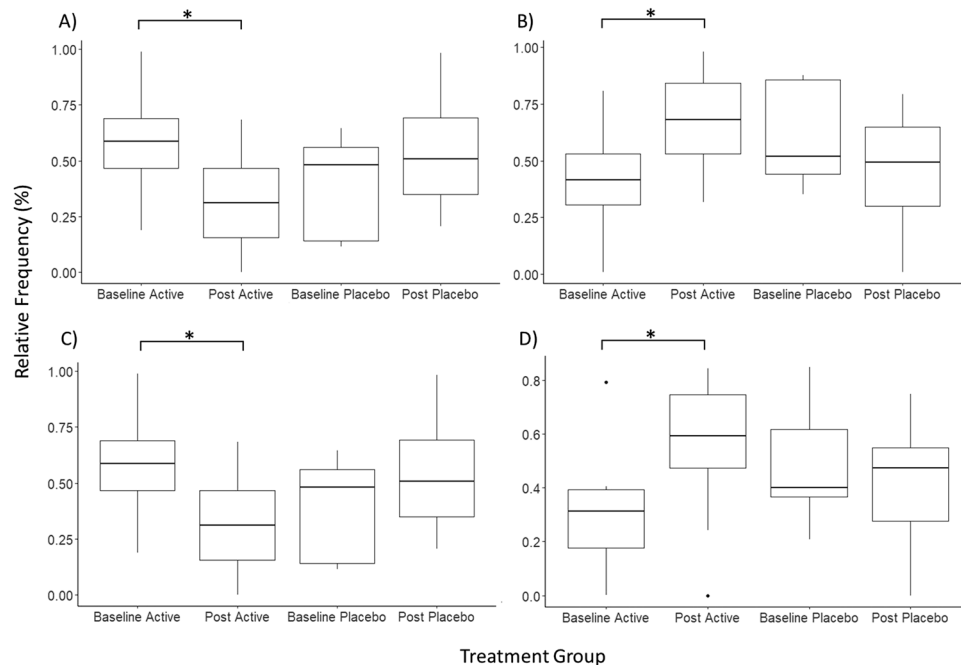 A)
*
1.00
0.75
0.50
0.25
0.00
Baseline Active Post Active Baseline Placebo Post Placebo
B)
*
1.00
0.75
0.50
0.25
0.00
Baseline Active Post Active Baseline Placebo Post Placebo
Relative Frequency (%)
C)
*
1.00
0.75
0.50
0.25
0.00
Baseline Active Post Active Baseline Placebo Post Placebo
D)
*
0.8
0.6
0.4
0.2
0.0
Baseline Active Post Active Baseline Placebo Post Placebo
Treatment Group